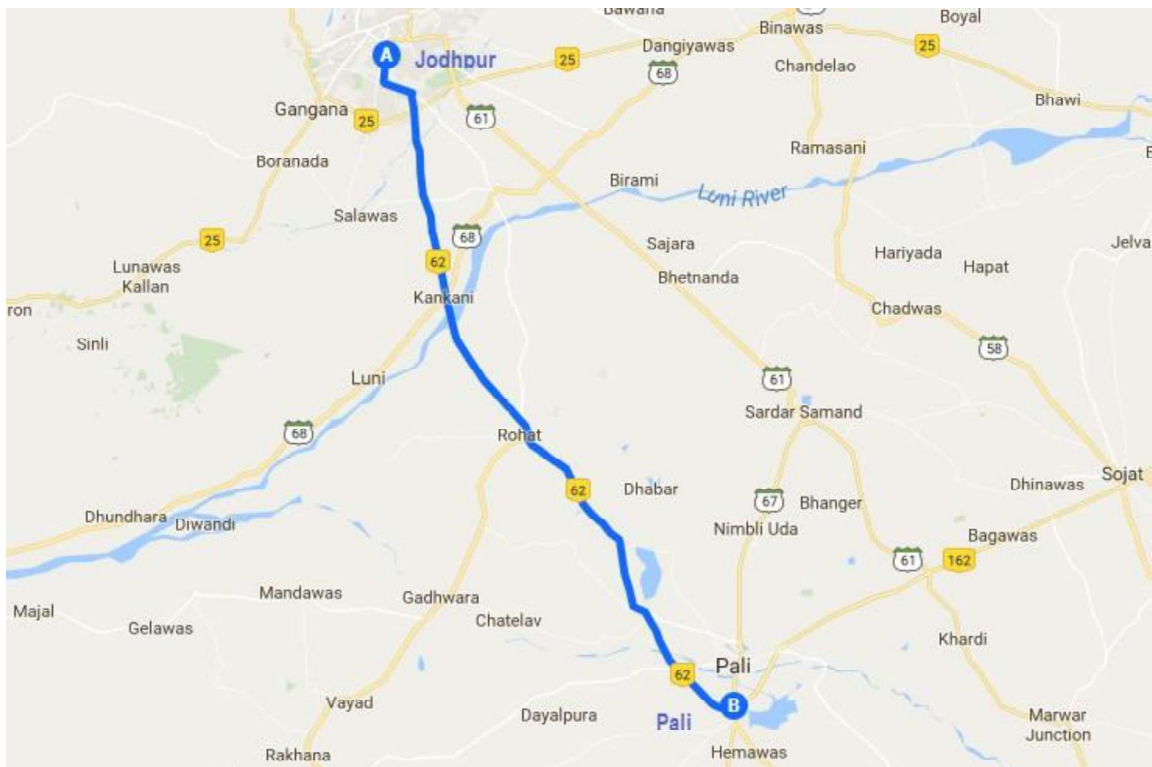 Bawana
Boyal
Binawas
Dangiyawas
25
A
Jodhpur
25
68
Chandelao
Bhawi
Gangana
25
61
Ramasani
Boranada
Birami
Luni River
Salawas
68
25
Sajara
Hariyada
Jelva
Lunawas
Kallan
62
Bhetnanda
Hapat
Kankani
ron
Chadwas
Sinli
58
Luni
61
Sardar Samand
68
Rohat
Sojat
62
Dhabar
Dhinawas
67
Bhanger
Dhundhara
Diwandi
Nimbli Uda
Bagawas
61
162
Mandawas
Gadhwara
Majal
Gelawas
Chatelav
Khardi
62
Pali
Vayad
B
Dayalpura
Pali
Marwar
Junction
Rakhana
Hemawas